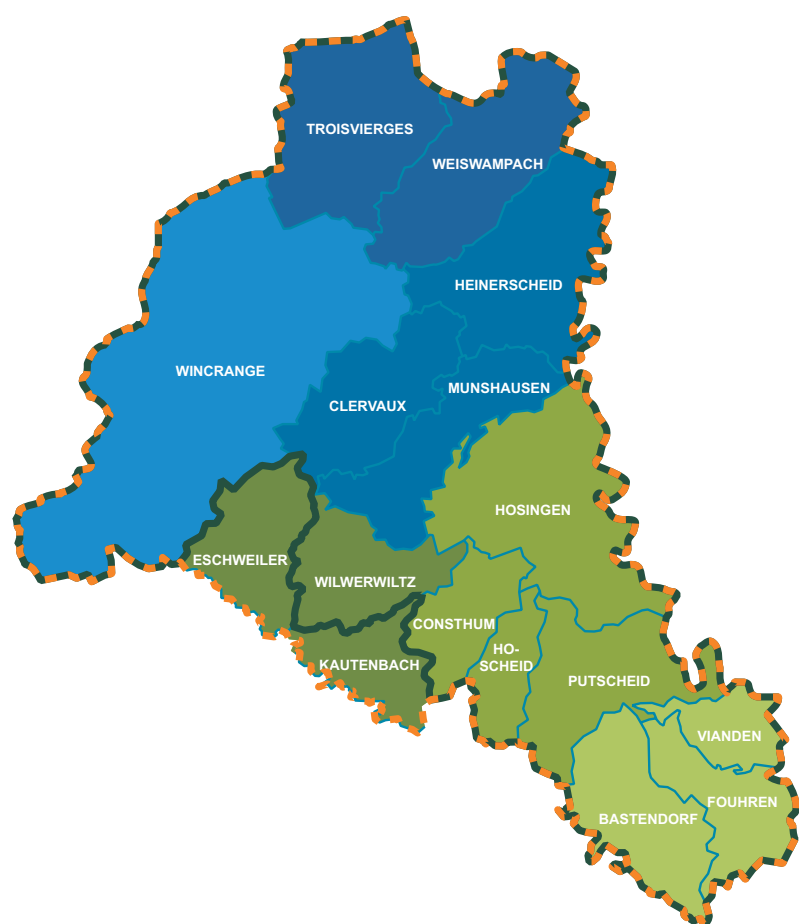 TROISVIERGES
WEISWAMPACH
HEINERSCHEID
WINCRANGE
MUNSHAUSEN
CLERVAUX
HOSINGEN
ESCHWEILER
WILWERWILTZ
CONSTHUM
HO-
SCHEID
KAUTENBACH
PUTSCHEID
VIANDEN
FOUHREN
BASTENDORF